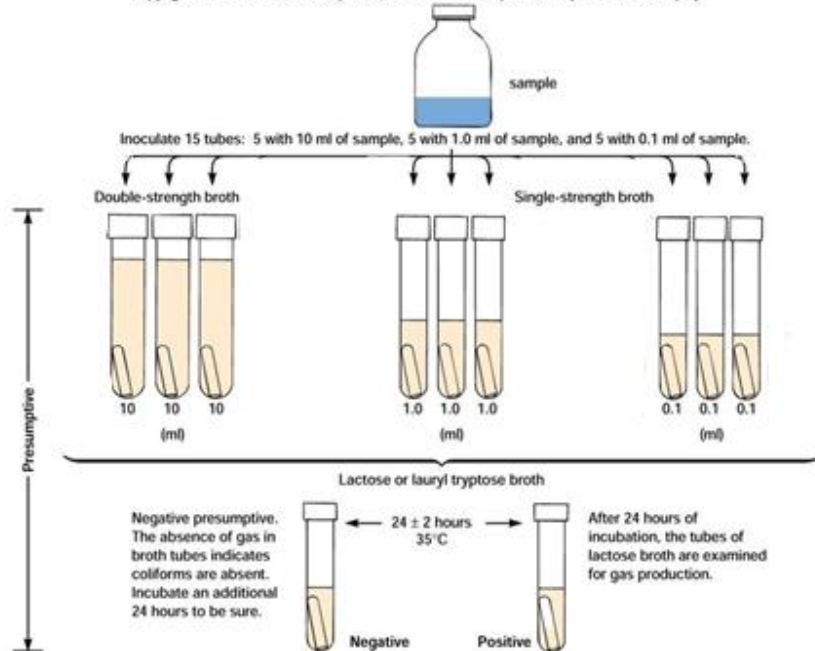 sample
Inoculate 15 tubes: 5 with 10 ml of sample, 5 with 1.0 ml of sample, and 5 with 0.1 ml of sample.
Double-strength broth
Single-strength broth
10 10 10
(ml)
1.0 1.0 1.0
(ml)
0.1 0.1 0.1
(ml)
Presumptive
Lactose or lauryl tryptose broth
Negative presumptive.
The absence of gas in
broth tubes indicates
coliforms are absent.
Incubate an additional
24 hours to be sure.
24 ± 2 hours
35°C
After 24 hours of
incubation, the tubes of
lactose broth are examined
for gas production.
Negative
Positive